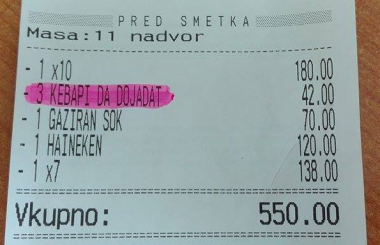 PRED SMETKA
Masa:11 nadvor
- 1 x10 180.00
- 3 KEBAPI DA DOJADAT 42.00
- 1 GAZIRAN SOK 70.00
- 1 HAINEKEN 120.00
- 1 x7 138.00
Vkupno: 550.00